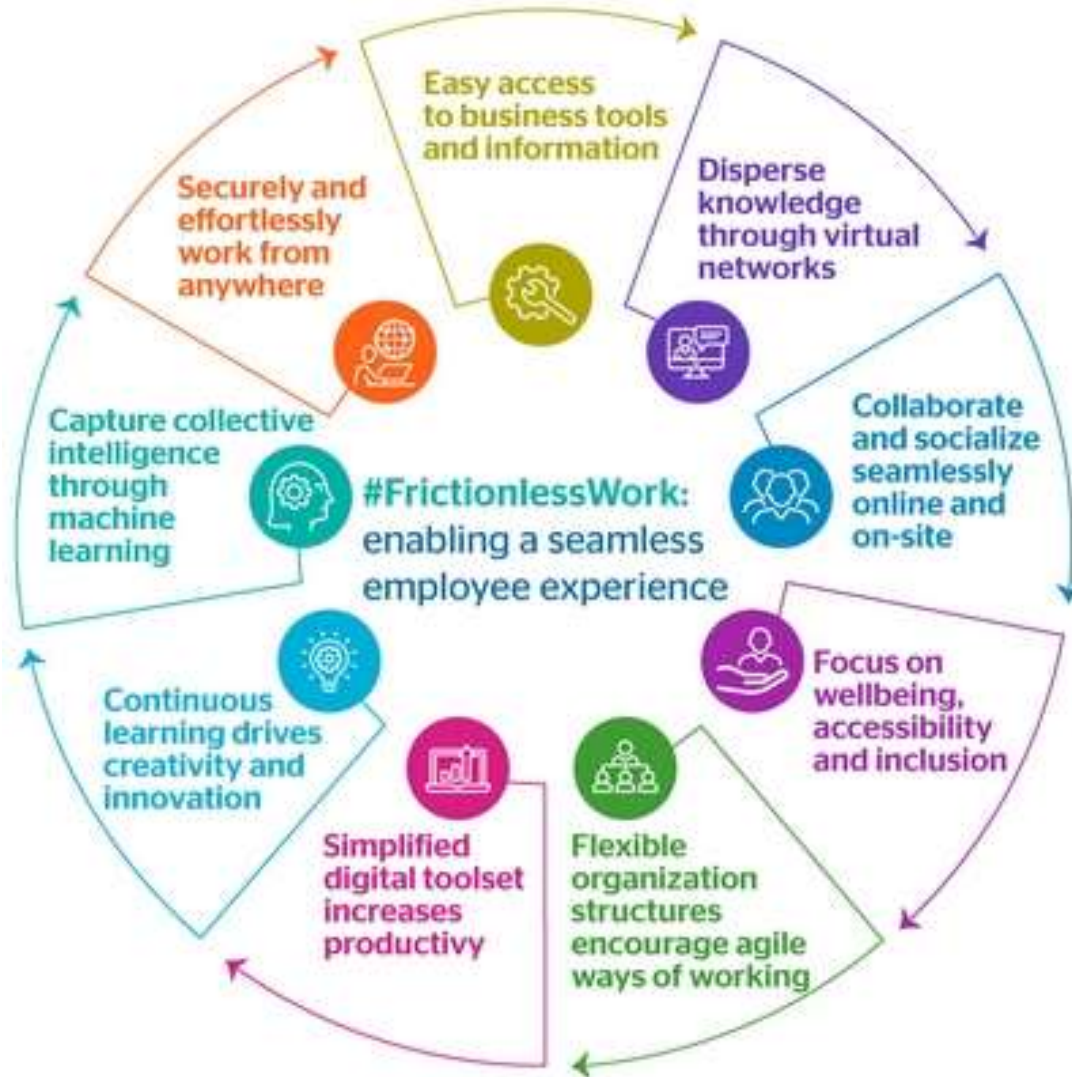 Easy access
to business tools
and information
Disperse
knowledge
through virtual
networks
Collaborate
and socialize
seamlessly
online and
on-site
Focus on
wellbeing,
accessibility
and inclusion
Flexible
organization
structures
encourage agile
ways of working
Simplified
digital toolset
increases
productivy
Continuous
learning drives
creativity and
innovation
Capture collective
intelligence
through
machine
learning
Securely and
effortlessly
work from
anywhere
#FrictionlessWork:
enabling a seamless
employee experience